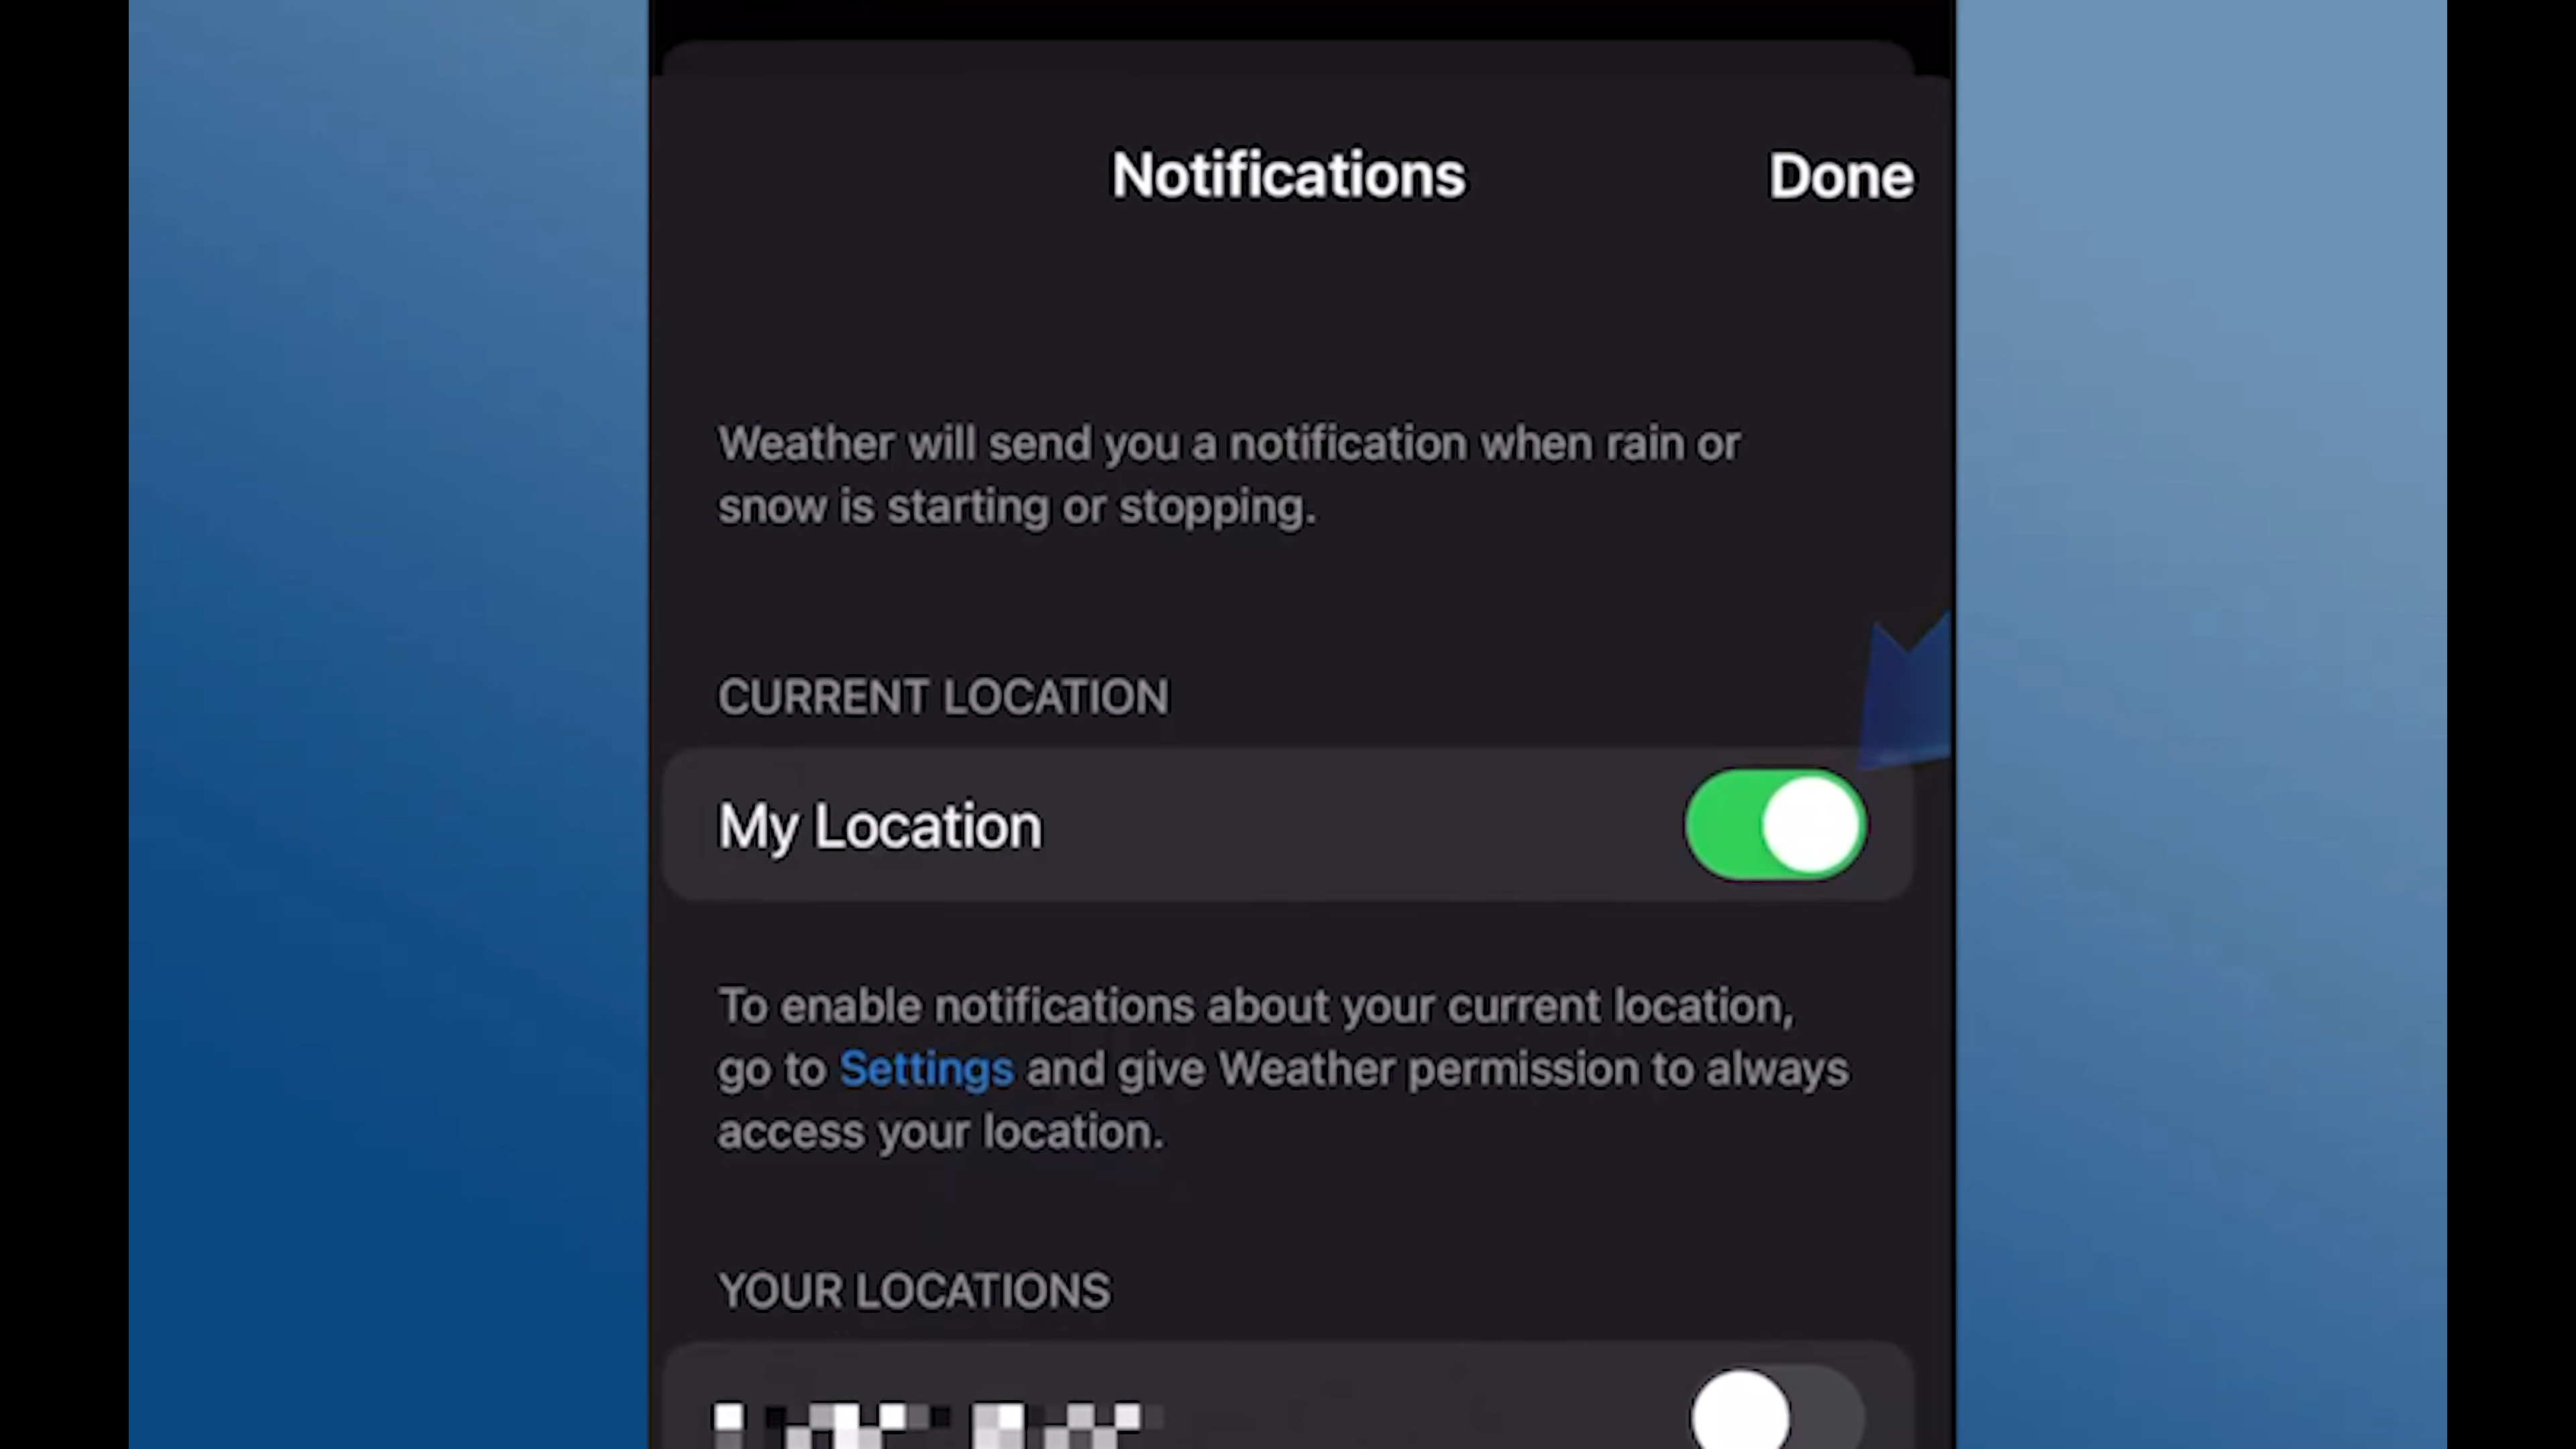 Notifications
Done
Weather will send you a notification when rain or
snow is starting or stopping.
CURRENT LOCATION
My Location
To enable notifications about your current location,
go to Settings and give Weather permission to always
access your location.
YOUR LOCATIONS